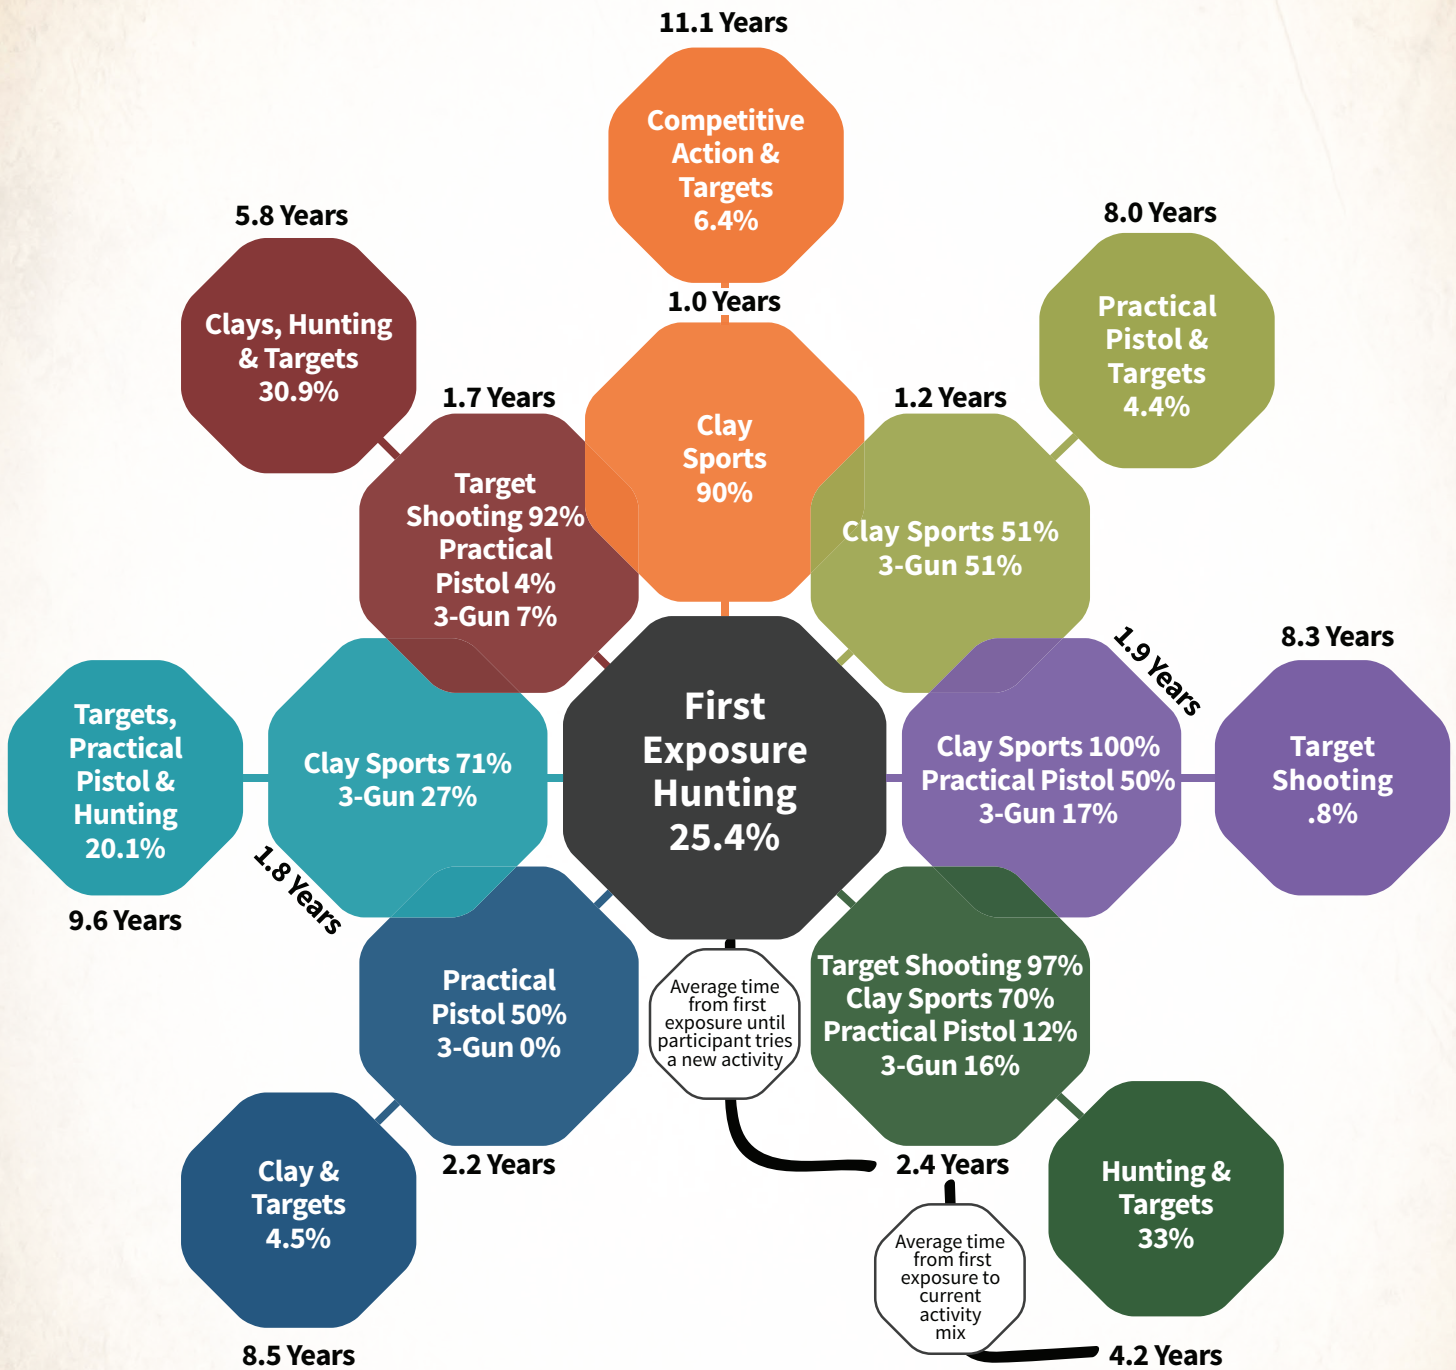 11.1 Years
Competitive
Action &
Targets
6.4%
1.0 Years
Clay
Sports
90%
5.8 Years
Clays, Hunting
& Targets
30.9%
1.7 Years
Target
Shooting 92%
Practical
Pistol 4%
3-Gun 7%
8.0 Years
Practical
Pistol &
Targets
4.4%
1.2 Years
Clay Sports 51%
3-Gun 51%
Targets,
Practical
Pistol &
Hunting
20.1%
9.6 Years
Clay Sports 71%
3-Gun 27%
1.8 Years
First
Exposure
Hunting
25.4%
Clay Sports 100%
Practical Pistol 50%
3-Gun 17%
1.9 Years
8.3 Years
Target
Shooting
.8%
Practical
Pistol 50%
3-Gun 0%
2.2 Years
Clay &
Targets
4.5%
8.5 Years
Average time
from first
exposure until
participant tries
a new activity
Target Shooting 97%
Clay Sports 70%
Practical Pistol 12%
3-Gun 16%
2.4 Years
Average time
from first
exposure to
current
activity
mix
Hunting &
Targets
33%
4.2 Years